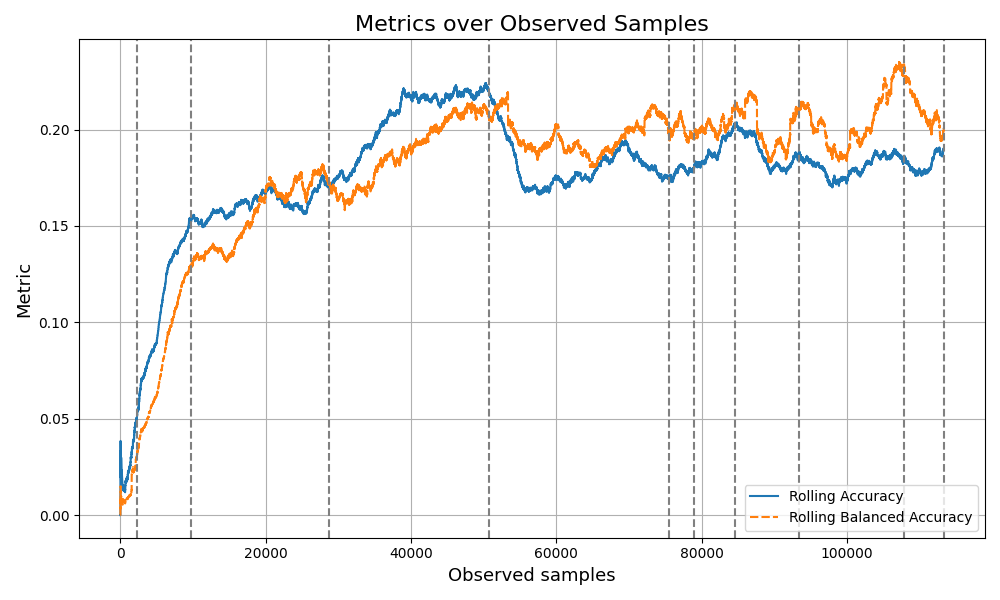 Metrics over Observed Samples
Metric
0.20
0.15
0.10
0.05
0.00
0
20000
40000
60000
80000
100000
Observed samples
Rolling Accuracy
Rolling Balanced Accuracy